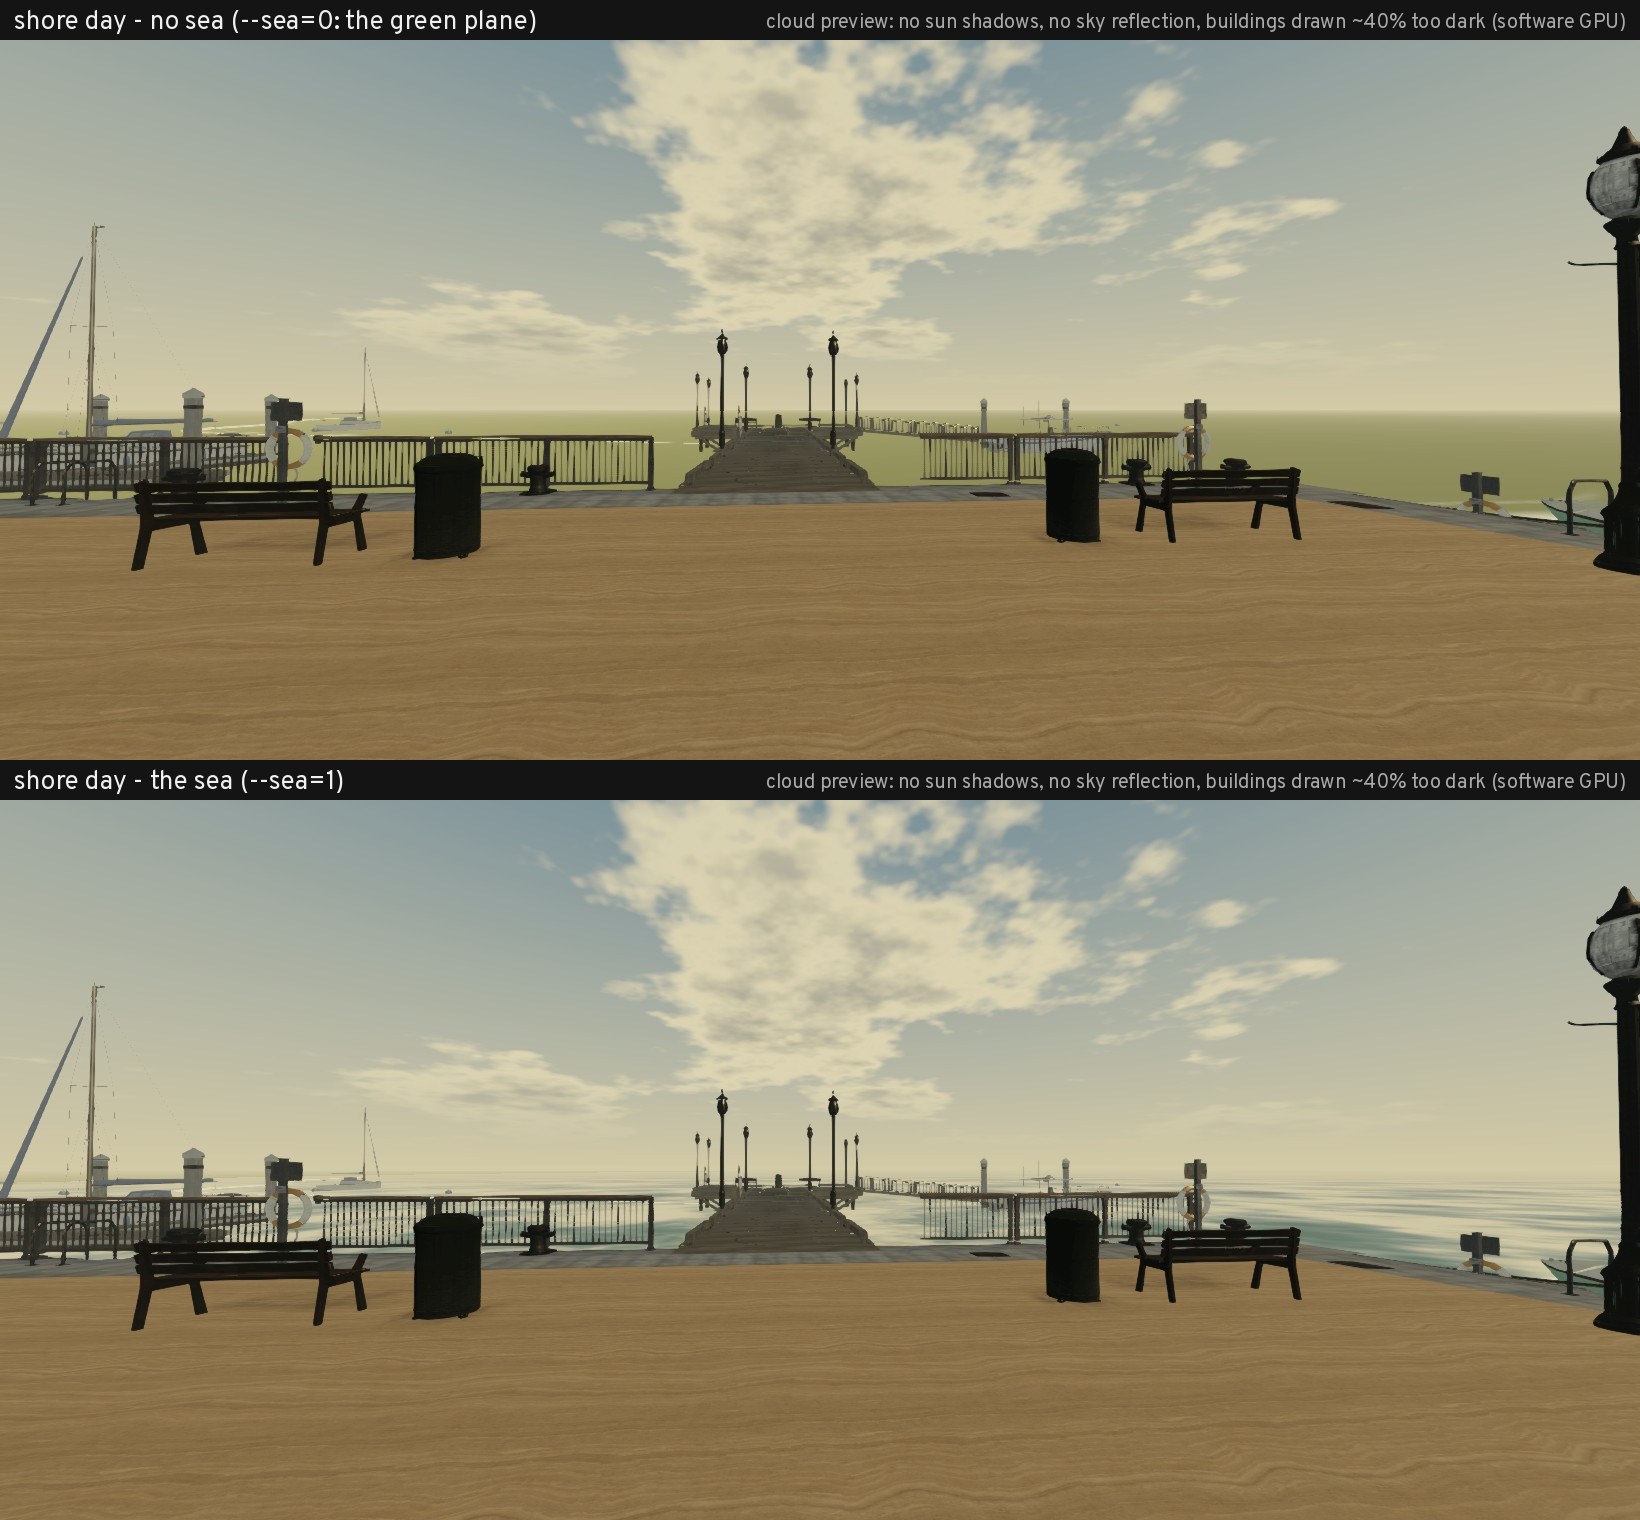 shore day - no sea (--sea=0: the green plane)
cloud preview: no sun shadows, no sky reflection, buildings drawn ~40% too dark (software GPU)
shore day - the sea (--sea=1)
cloud preview: no sun shadows, no sky reflection, buildings drawn ~40% too dark (software GPU)